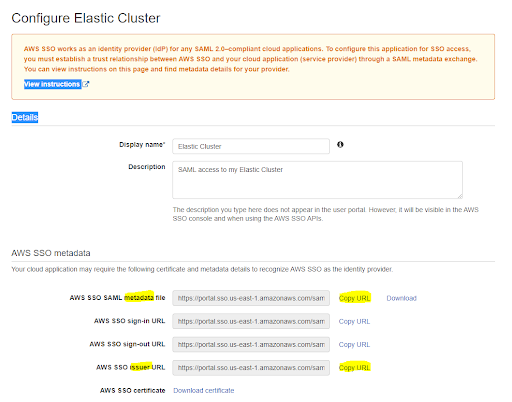 Configure Elastic Cluster
AWS SSO works as an identity provider (IdP) for any SAML 2.0–compliant cloud applications. To configure this application for SSO access,
you must establish a trust relationship between AWS SSO and your cloud application (service provider) through a SAML metadata exchange.
You can view instructions on this page and find metadata details for your provider.
View instructions
Details
Display name* Elastic Cluster
Description SAML access to my Elastic Cluster
The description you type here does not appear in the user portal. However, it will be visible in the AWS
SSO console and when using the AWS SSO APIs.
AWS SSO metadata
Your cloud application may require the following certificate and metadata details to recognize AWS SSO as the identity provider.
AWS SSO SAML metadata file https://portal.sso.us-east-1.amazonaws.com/sam Copy URL Download
AWS SSO sign-in URL https://portal.sso.us-east-1.amazonaws.com/sam Copy URL
AWS SSO sign-out URL https://portal.sso.us-east-1.amazonaws.com/sam Copy URL
AWS SSO issuer URL https://portal.sso.us-east-1.amazonaws.com/sam Copy URL
AWS SSO certificate Download certificate